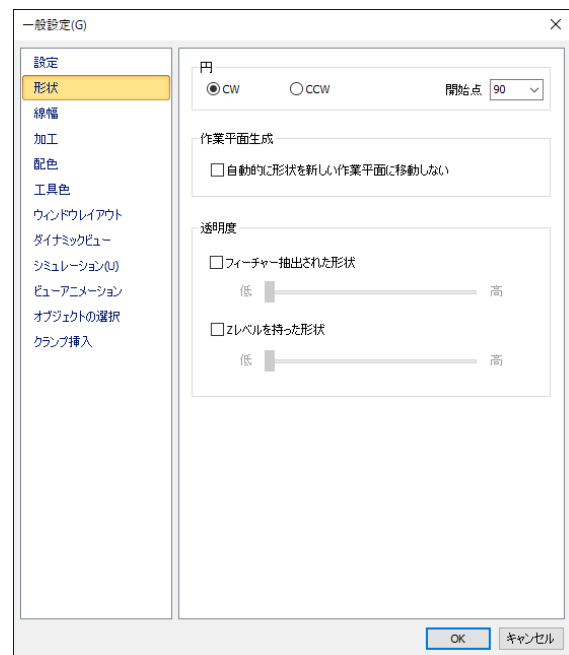 一般設定(G)
設定
形状
線幅
加工
配色
工具色
ウィンドウレイアウト
ダイナミックビュー
シミュレーション(U)
ビューアニメーション
オブジェクトの選択
クランプ挿入
円
CW CCW 開始点 90
作業平面生成
自動的に形状を新しい作業平面に移動しない
透明度
フィーチャー抽出された形状
低 高
Zレベルを持った形状
低 高
OK キャンセル